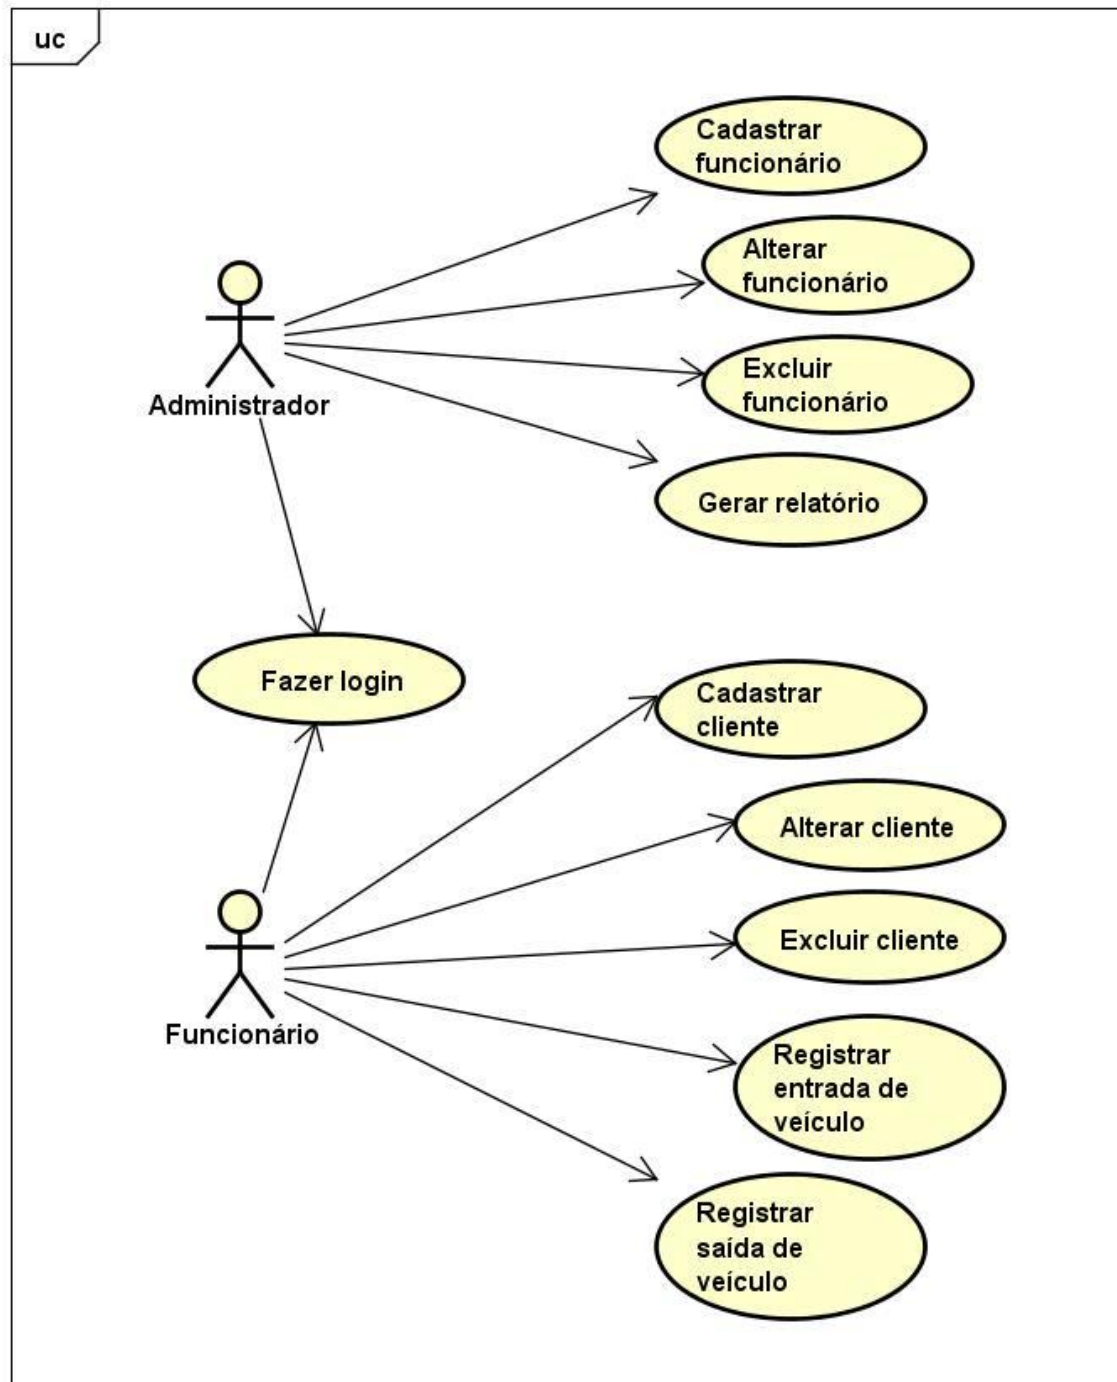 uc
Cadastrar
funcionário
Alterar
funcionário
Excluir
funcionário
Administrador
Gerar relatório
Fazer login
Cadastrar
cliente
Alterar cliente
Excluir cliente
Funcionário
Registrar
entrada de
veículo
Registrar
saída de
veículo